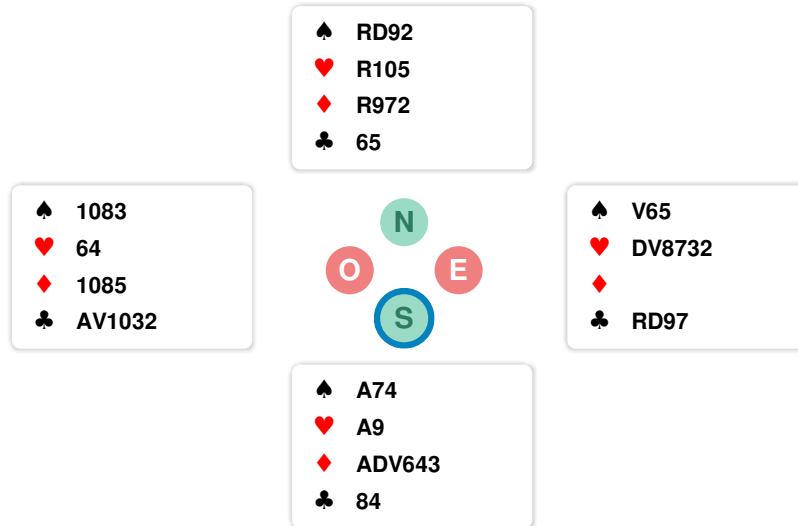 ♠ RD92
♥ R105
♦ R972
♣ 65
♠ 1083
♥ 64
♦ 1085
♣ AV1032
N
O E
S
♠ V65
♥ DV8732
♦
♣ RD97
♠ A74
♥ A9
♦ ADV643
♣ 84